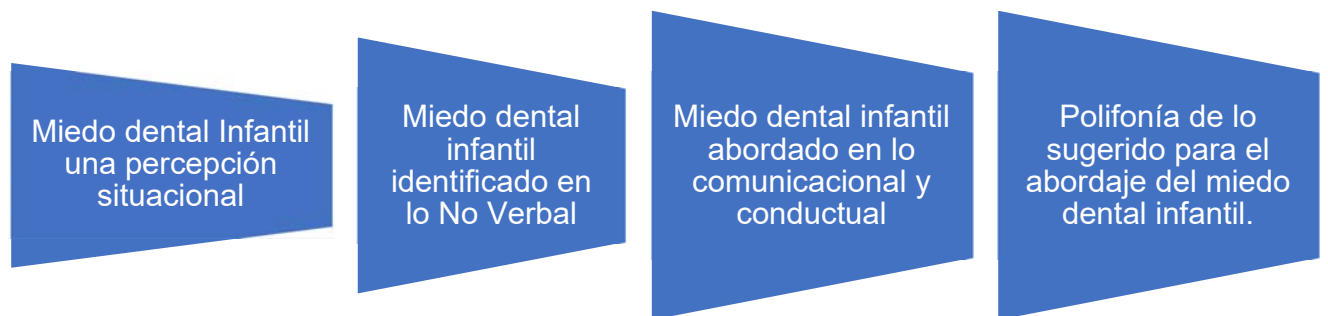 Miedo dental Infantil
una percepción
situacional
Miedo dental
infantil
identificado en
lo No Verbal
Miedo dental infantil
abordado en lo
comunicacional y
conductual
Polifonía de lo
sugerido para el
abordaje del miedo
dental infantil.